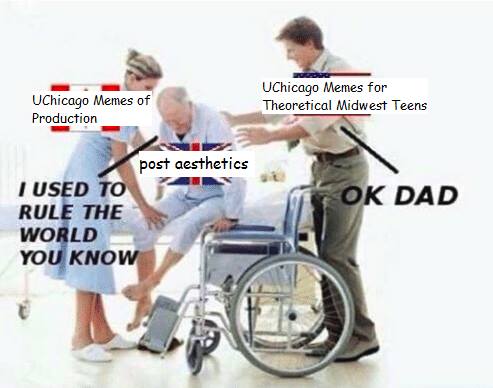 UChicago Memes of
Production
UChicago Memes for
Theoretical Midwest Teens
post aesthetics
I USED TO
RULE THE
WORLD
YOU KNOW
OK DAD